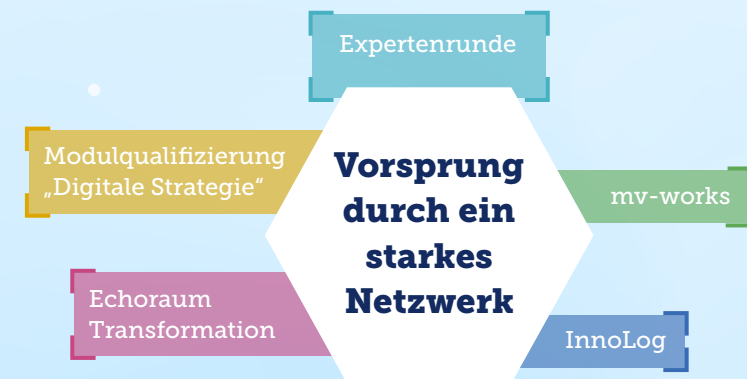 Expertenrunde
Modulqualifizierung
„Digitale Strategie“
Vorsprung
durch ein
starkes
Netzwerk
mv-works
Echoraum
Transformation
InnoLog